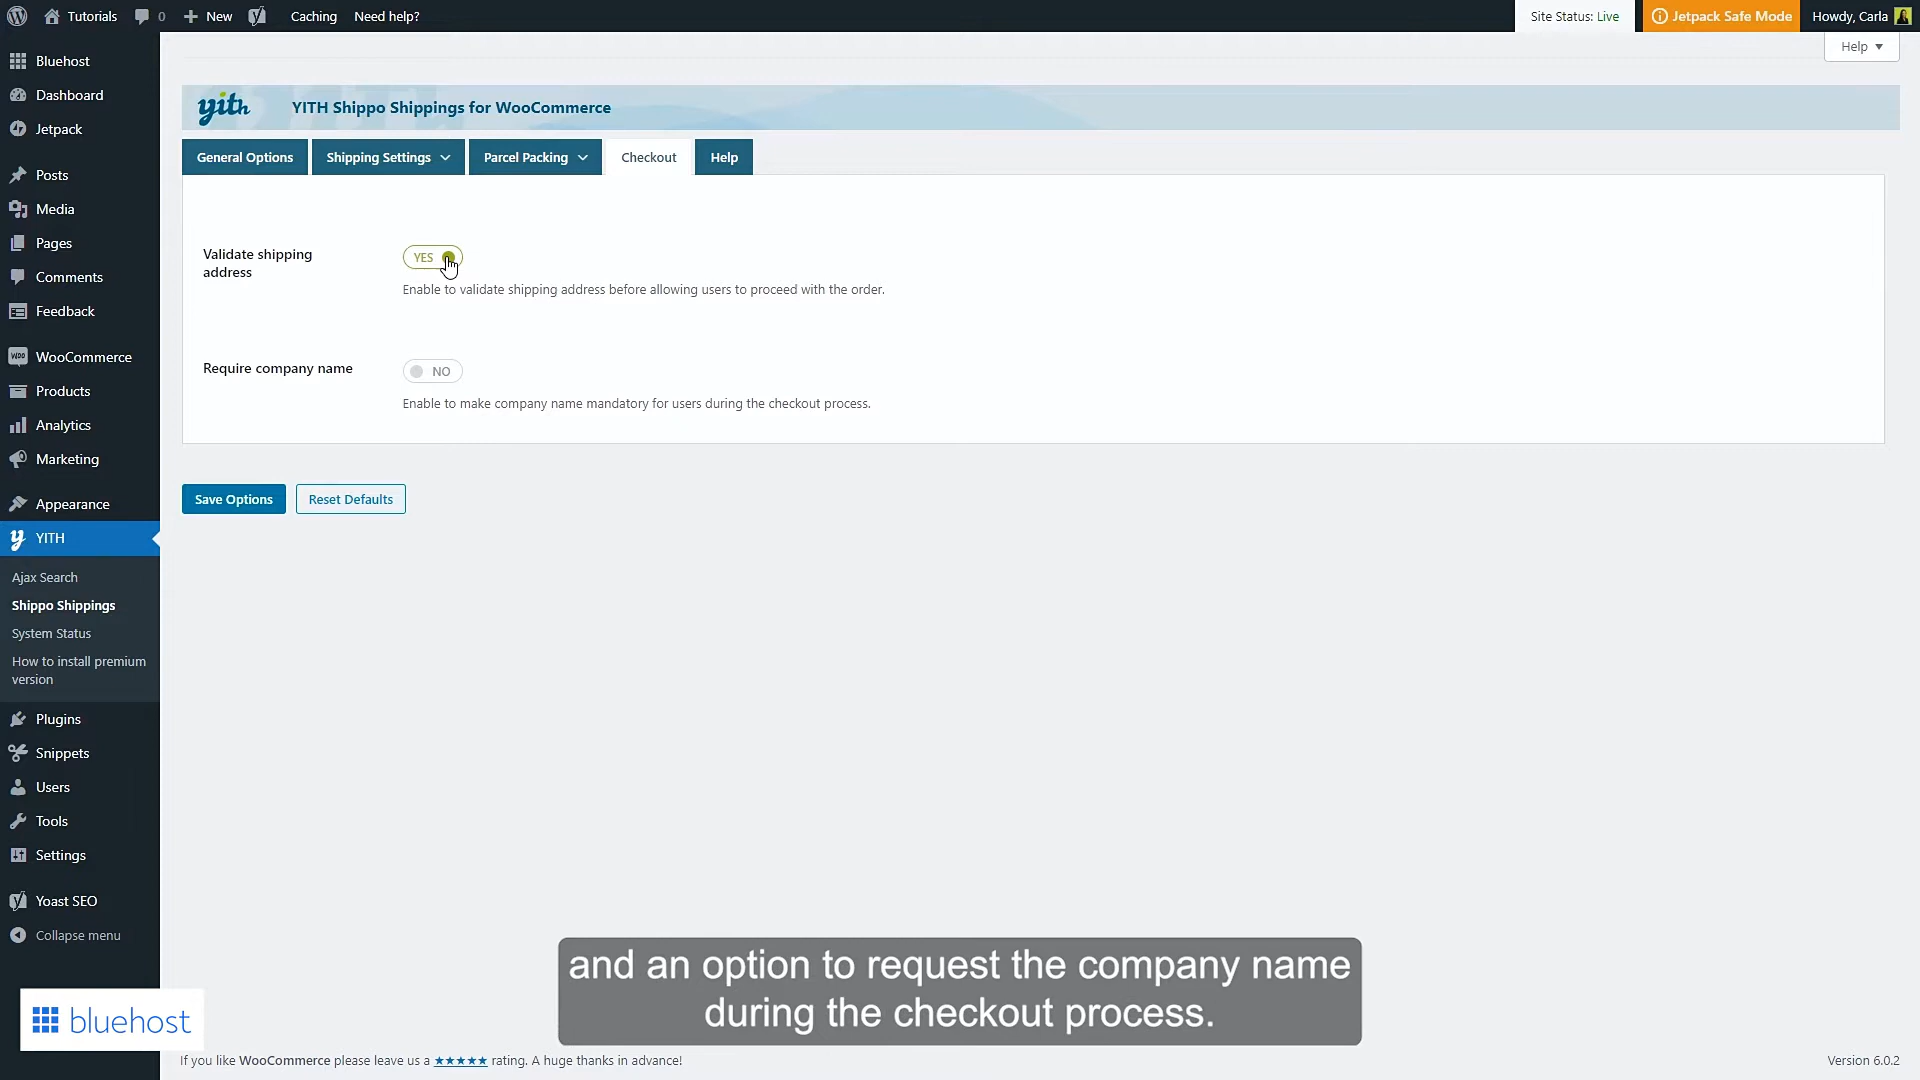 Tutorials
0
New
Caching
Need help?
Site Status: Live
Jetpack Safe Mode
Howdy, Carla
Help
Bluehost
Dashboard
Jetpack
Posts
Media
Pages
Comments
Feedback
WooCommerce
Products
Analytics
Marketing
Appearance
YITH
Ajax Search
Shippo Shippings
System Status
How to install premium
version
Plugins
Snippets
Users
Tools
Settings
Yoast SEO
Collapse menu
yith
YITH Shippo Shippings for WooCommerce
General Options
Shipping Settings
Parcel Packing
Checkout
Help
Validate shipping
address
YES
Enable to validate shipping address before allowing users to proceed with the order.
Require company name
NO
Enable to make company name mandatory for users during the checkout process.
Save Options
Reset Defaults
and an option to request the company name
during the checkout process.
bluehost
If you like WooCommerce please leave us a ★★★★★ rating. A huge thanks in advance!
Version 6.0.2